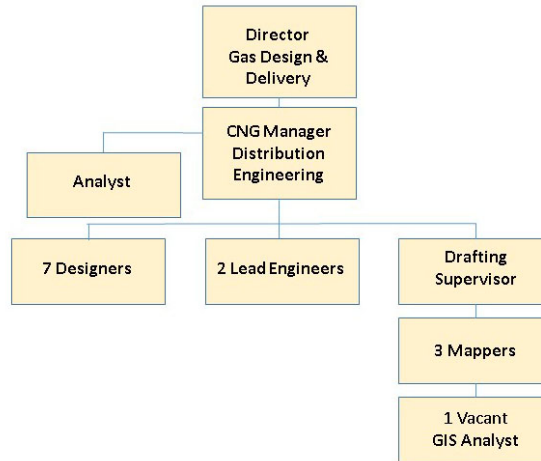 Director
Gas Design &
Delivery
CNG Manager
Distribution
Engineering
Analyst
7 Designers
2 Lead Engineers
Drafting
Supervisor
3 Mappers
1 Vacant
GIS Analyst